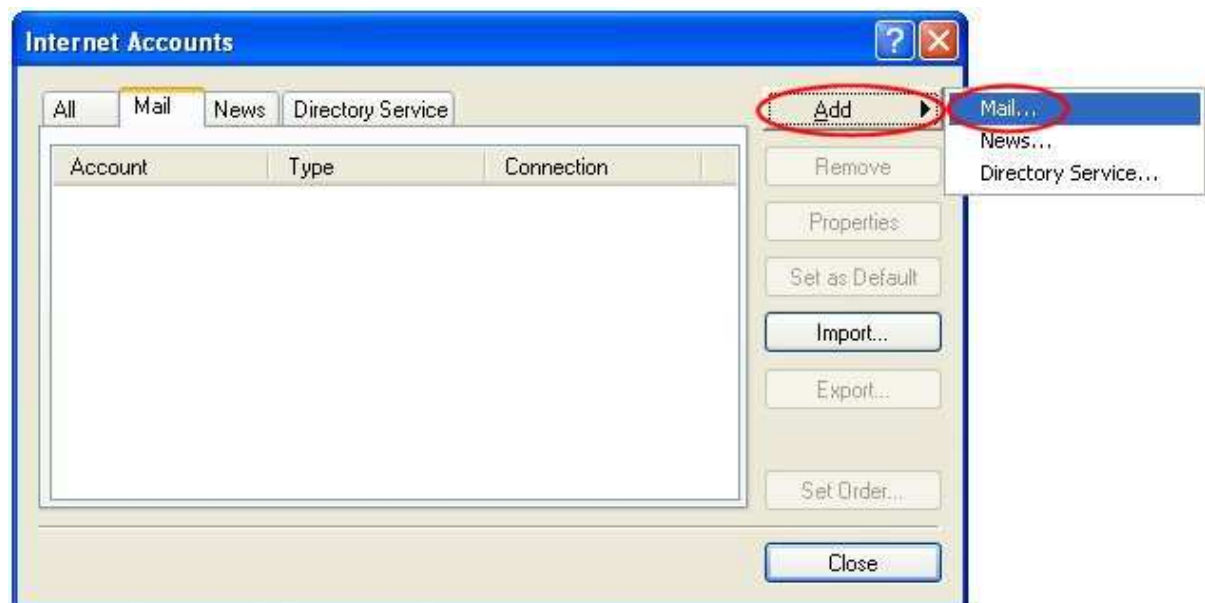 Internet Accounts
All Mail News Directory Service
Add Mail...
News...
Directory Service...
Account Type Connection
Remove
Properties
Set as Default
Import...
Export...
Set Order...
Close